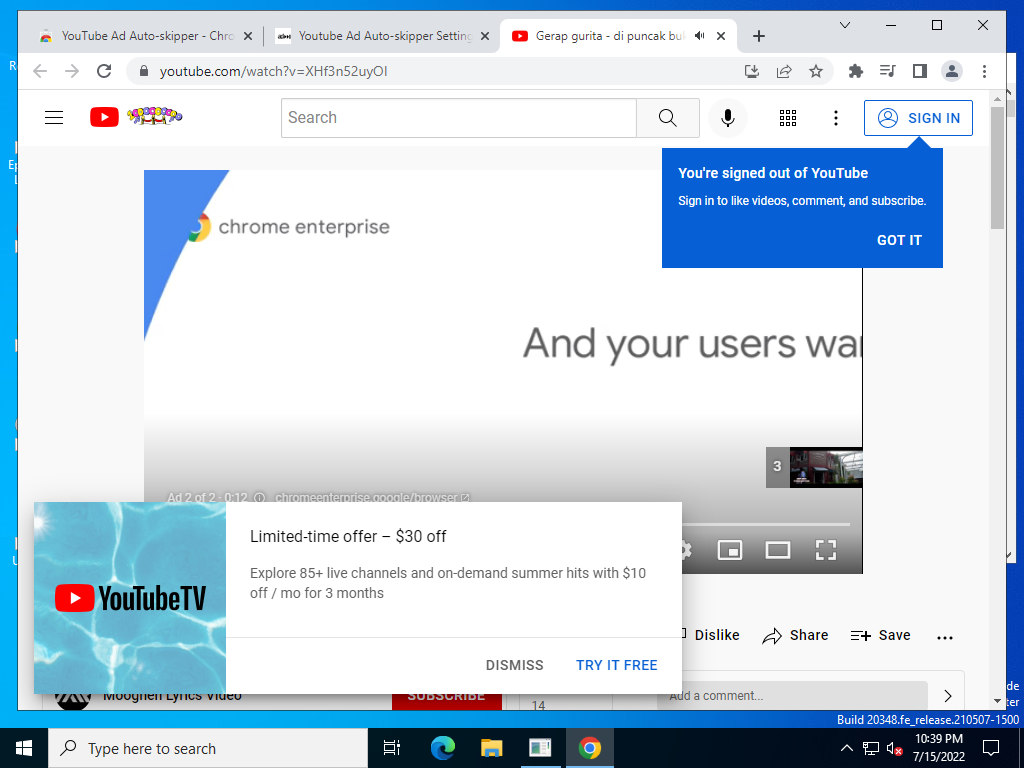 YouTube Ad Auto-skipper - Chro
Youtube Ad Auto-skipper Setting
Gerap gurita - di puncak buk
youtube.com/watch?v=XHf3n52uyOI
Search
SIGN IN
You're signed out of YouTube
Sign in to like videos, comment, and subscribe.
GOT IT
chrome enterprise
And your users wa
3
Ad 2 of 2 · 0:12
chromeenterprise.google/browser
Limited-time offer – $30 off
Explore 85+ live channels and on-demand summer hits with $10
off / mo for 3 months
YouTubeTV
DISMISS
TRY IT FREE
Dislike
Share
Save
Mooghen Lyrics Video
SUBSCRIBE
14
Add a comment...
Build 20348.fe_release.210507-1500
Type here to search
10:39 PM
7/15/2022